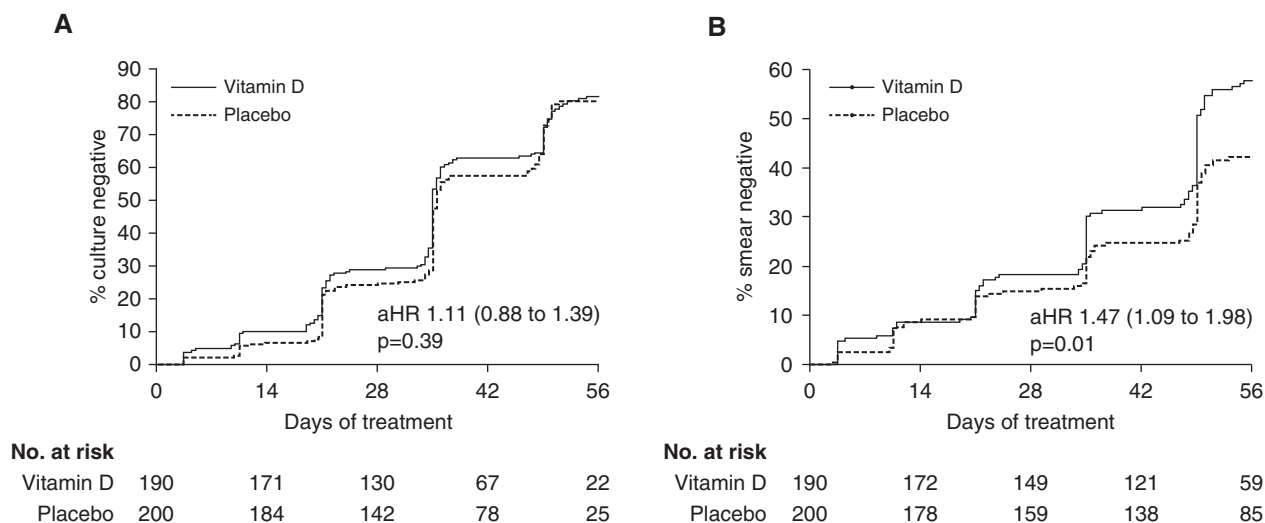 A
90
80
70
60
50
40
30
20
10
0
% culture negative
Vitamin D
Placebo
aHR 1.11 (0.88 to 1.39)
p=0.39
0 14 28 42 56
Days of treatment
No. at risk
Vitamin D 190 171 130 67 22
Placebo 200 184 142 78 25
B
60
50
40
30
20
10
0
% smear negative
Vitamin D
Placebo
aHR 1.47 (1.09 to 1.98)
p=0.01
0 14 28 42 56
Days of treatment
No. at risk
Vitamin D 190 172 149 121 59
Placebo 200 178 159 138 85